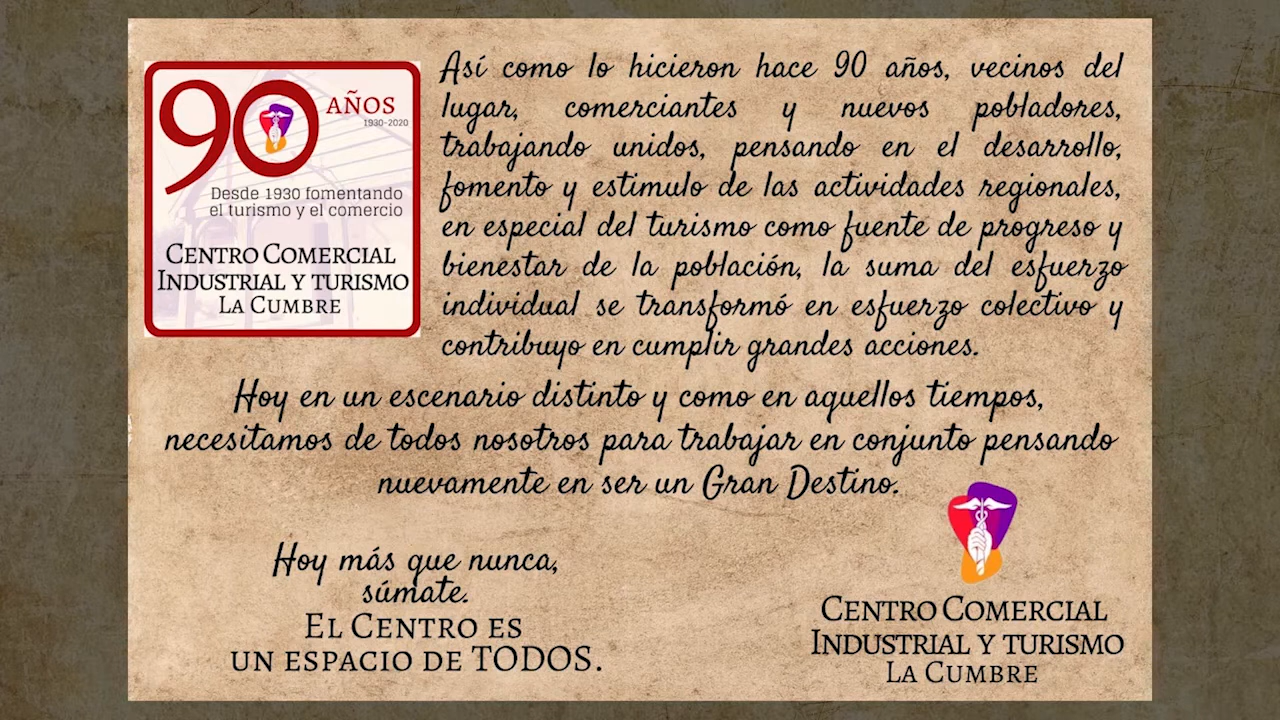 90 AÑOS
1930-2020
Desde 1930 fomentando
el turismo y el comercio
CENTRO COMERCIAL
INDUSTRIAL Y TURISMO
LA CUMBRE
Así como lo hicieron hace 90 años, vecinos del
lugar, comerciantes y nuevos pobladores,
trabajando unidos, pensando en el desarrollo,
fomento y estimulo de las actividades regionales,
en especial del turismo como fuente de progreso y
bienestar de la población, la suma del esfuerzo
individual se transformó en esfuerzo colectivo y
contribuyo en cumplir grandes acciones.
Hoy en un escenario distinto y como en aquellos tiempos,
necesitamos de todos nosotros para trabajar en conjunto pensando
nuevamente en ser un Gran Destino.
Hoy más que nunca,
súmate.
EL CENTRO ES
UN ESPACIO DE TODOS.
CENTRO COMERCIAL
INDUSTRIAL Y TURISMO
LA CUMBRE